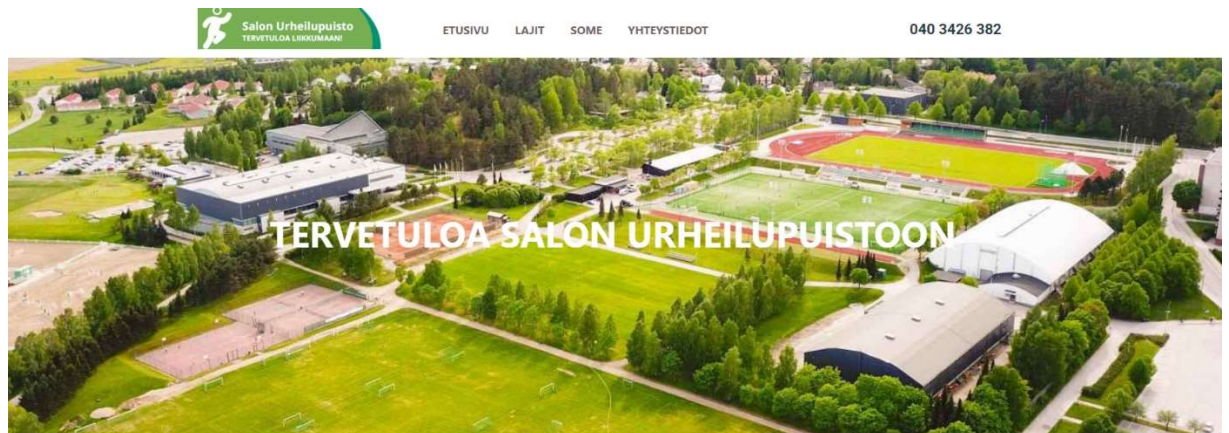 Salon Urheilupuisto
TERVETULOA LIIKKUMAAN!
ETUSIVU LAJIT SOME YHTEYSTIEDOT
040 3426 382
TERVETULOA SALON URHEILUPUISTOON